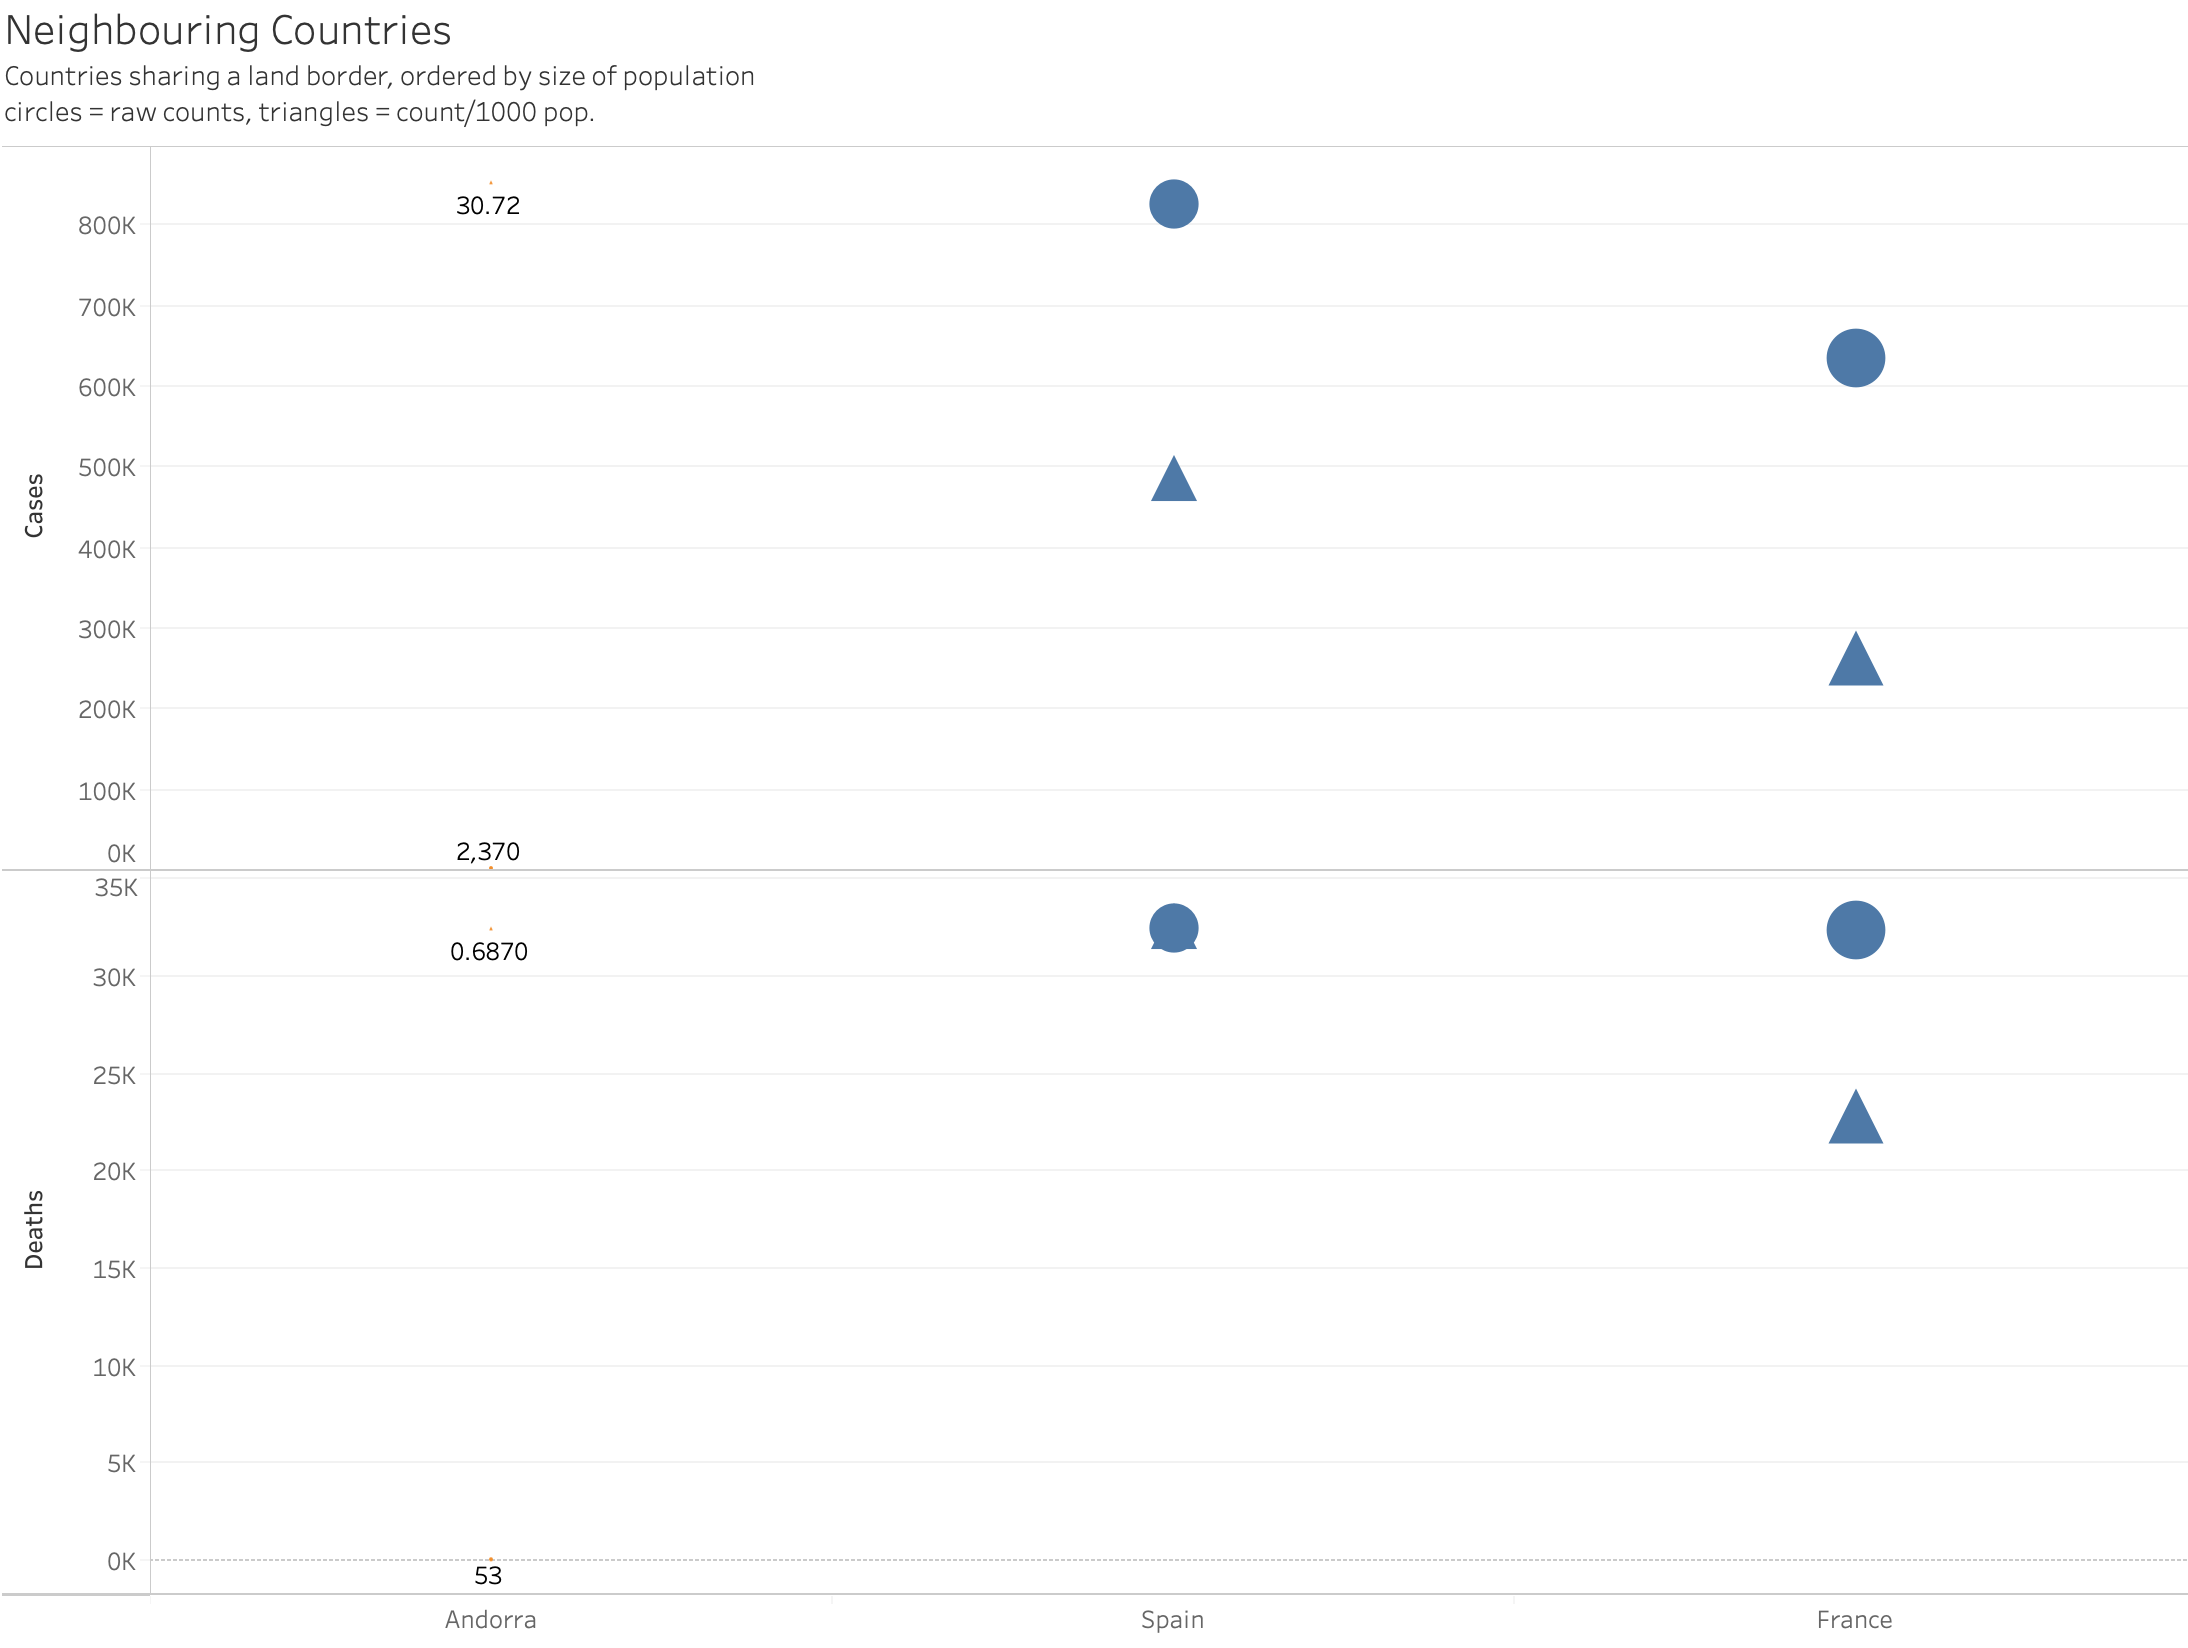 Neighbouring Countries
Countries sharing a land border, ordered by size of population
circles = raw counts, triangles = count/1000 pop.
Cases
800K
700K
600K
500K
400K
300K
200K
100K
0K
30.72
2,370
Deaths
35K
30K
25K
20K
15K
10K
5K
0K
0.6870
53
Andorra
Spain
France